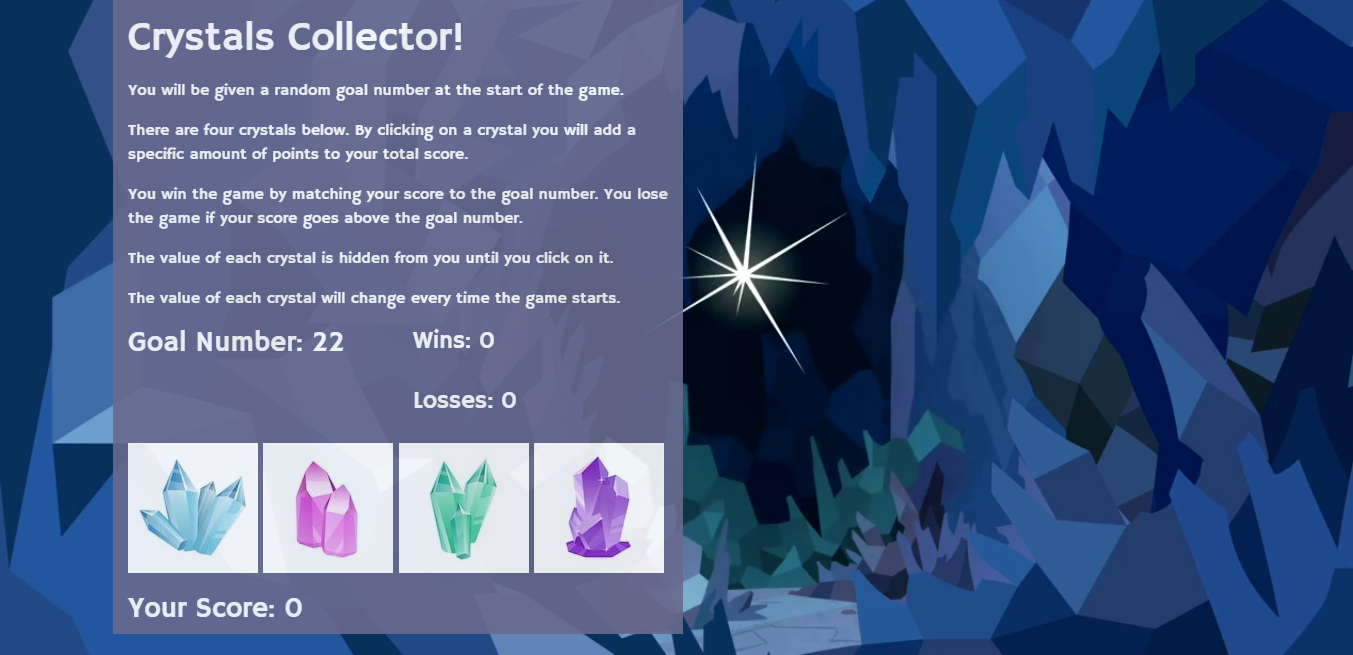 Crystals Collector!
You will be given a random goal number at the start of the game.
There are four crystals below. By clicking on a crystal you will add a
specific amount of points to your total score.
You win the game by matching your score to the goal number. You lose
the game if your score goes above the goal number.
The value of each crystal is hidden from you until you click on it.
The value of each crystal will change every time the game starts.
Goal Number: 22
Wins: 0
Losses: 0
Your Score: 0